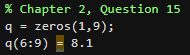 % Chapter 2, Question 15
q = zeros(1,9);
q(6:9) = 8.1